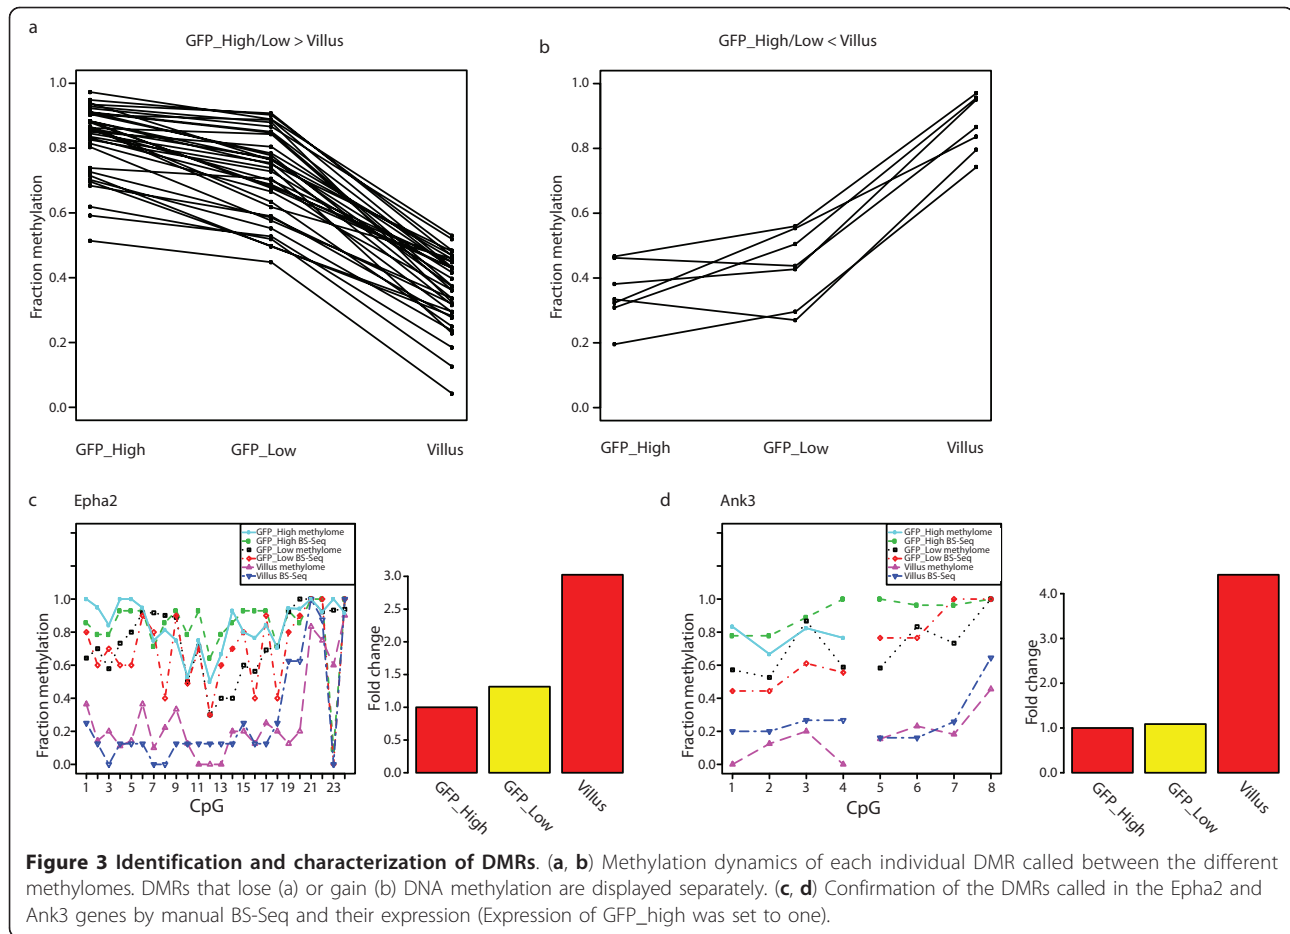 a
GFP_High/Low > Villus
Fraction methylation
1.0
0.8
0.6
0.4
0.2
0.0
GFP_High GFP_Low Villus
b
GFP_High/Low < Villus
Fraction methylation
1.0
0.8
0.6
0.4
0.2
0.0
GFP_High GFP_Low Villus
c Epha2
GFP_High methylome
GFP_High BS-Seq
GFP_Low methylome
GFP_Low BS-Seq
Villus methylome
Villus BS-Seq
Fraction methylation
1.0
0.8
0.6
0.4
0.2
0.0
1 3 5 7 9 11 13 15 17 19 21 23
CpG
Fold change
3.0
2.5
2.0
1.5
1.0
0.5
0.0
GFP_High
GFP_Low
Villus
d Ank3
GFP_High methylome
GFP_High BS-Seq
GFP_Low methylome
GFP_Low BS-Seq
Villus methylome
Villus BS-Seq
Fraction methylation
1.0
0.8
0.6
0.4
0.2
0.0
1 2 3 4 5 6 7 8
CpG
Fold change
4.0
3.0
2.0
1.0
0.0
GFP_High
GFP_Low
Villus
Figure 3 Identification and characterization of DMRs. (a, b) Methylation dynamics of each individual DMR called between the different
methylomes. DMRs that lose (a) or gain (b) DNA methylation are displayed separately. (c, d) Confirmation of the DMRs called in the Epha2 and
Ank3 genes by manual BS-Seq and their expression (Expression of GFP_high was set to one).